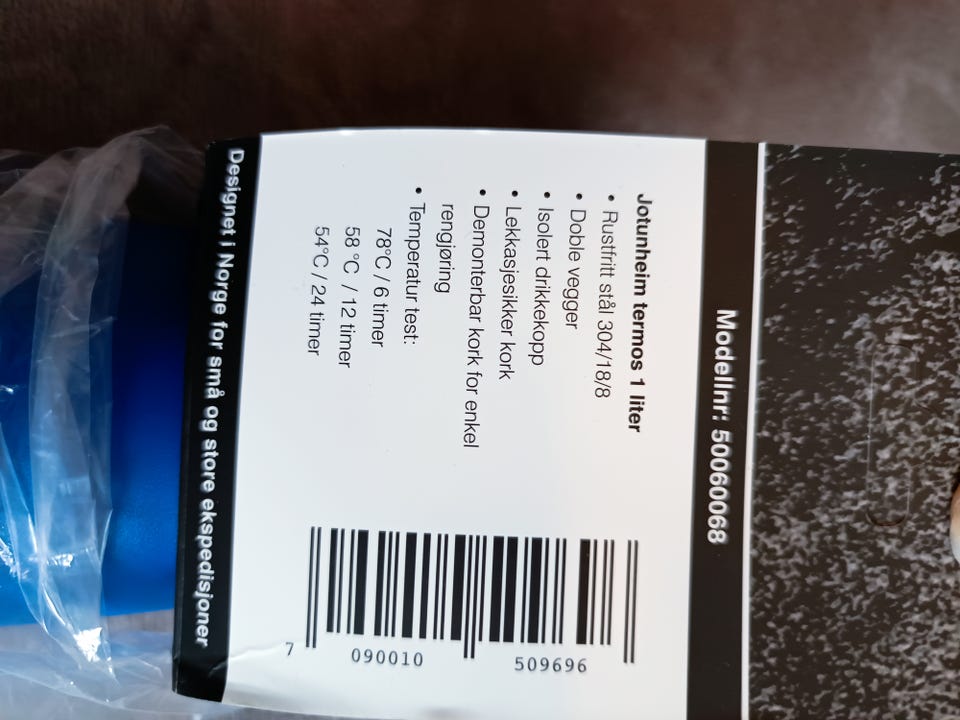 Modellnr: 50060068
Jotunheim termos 1 liter
• Rustfritt stål 304/18/8
• Doble vegger
• Isolert drikkekopp
• Lekkasjesikker kork
• Demonterbar kork for enkel
rengjøring
• Temperatur test:
78°C / 6 timer
58 °C / 12 timer
54°C / 24 timer
7 090010 509696
Designet i Norge for små og store ekspedisjoner